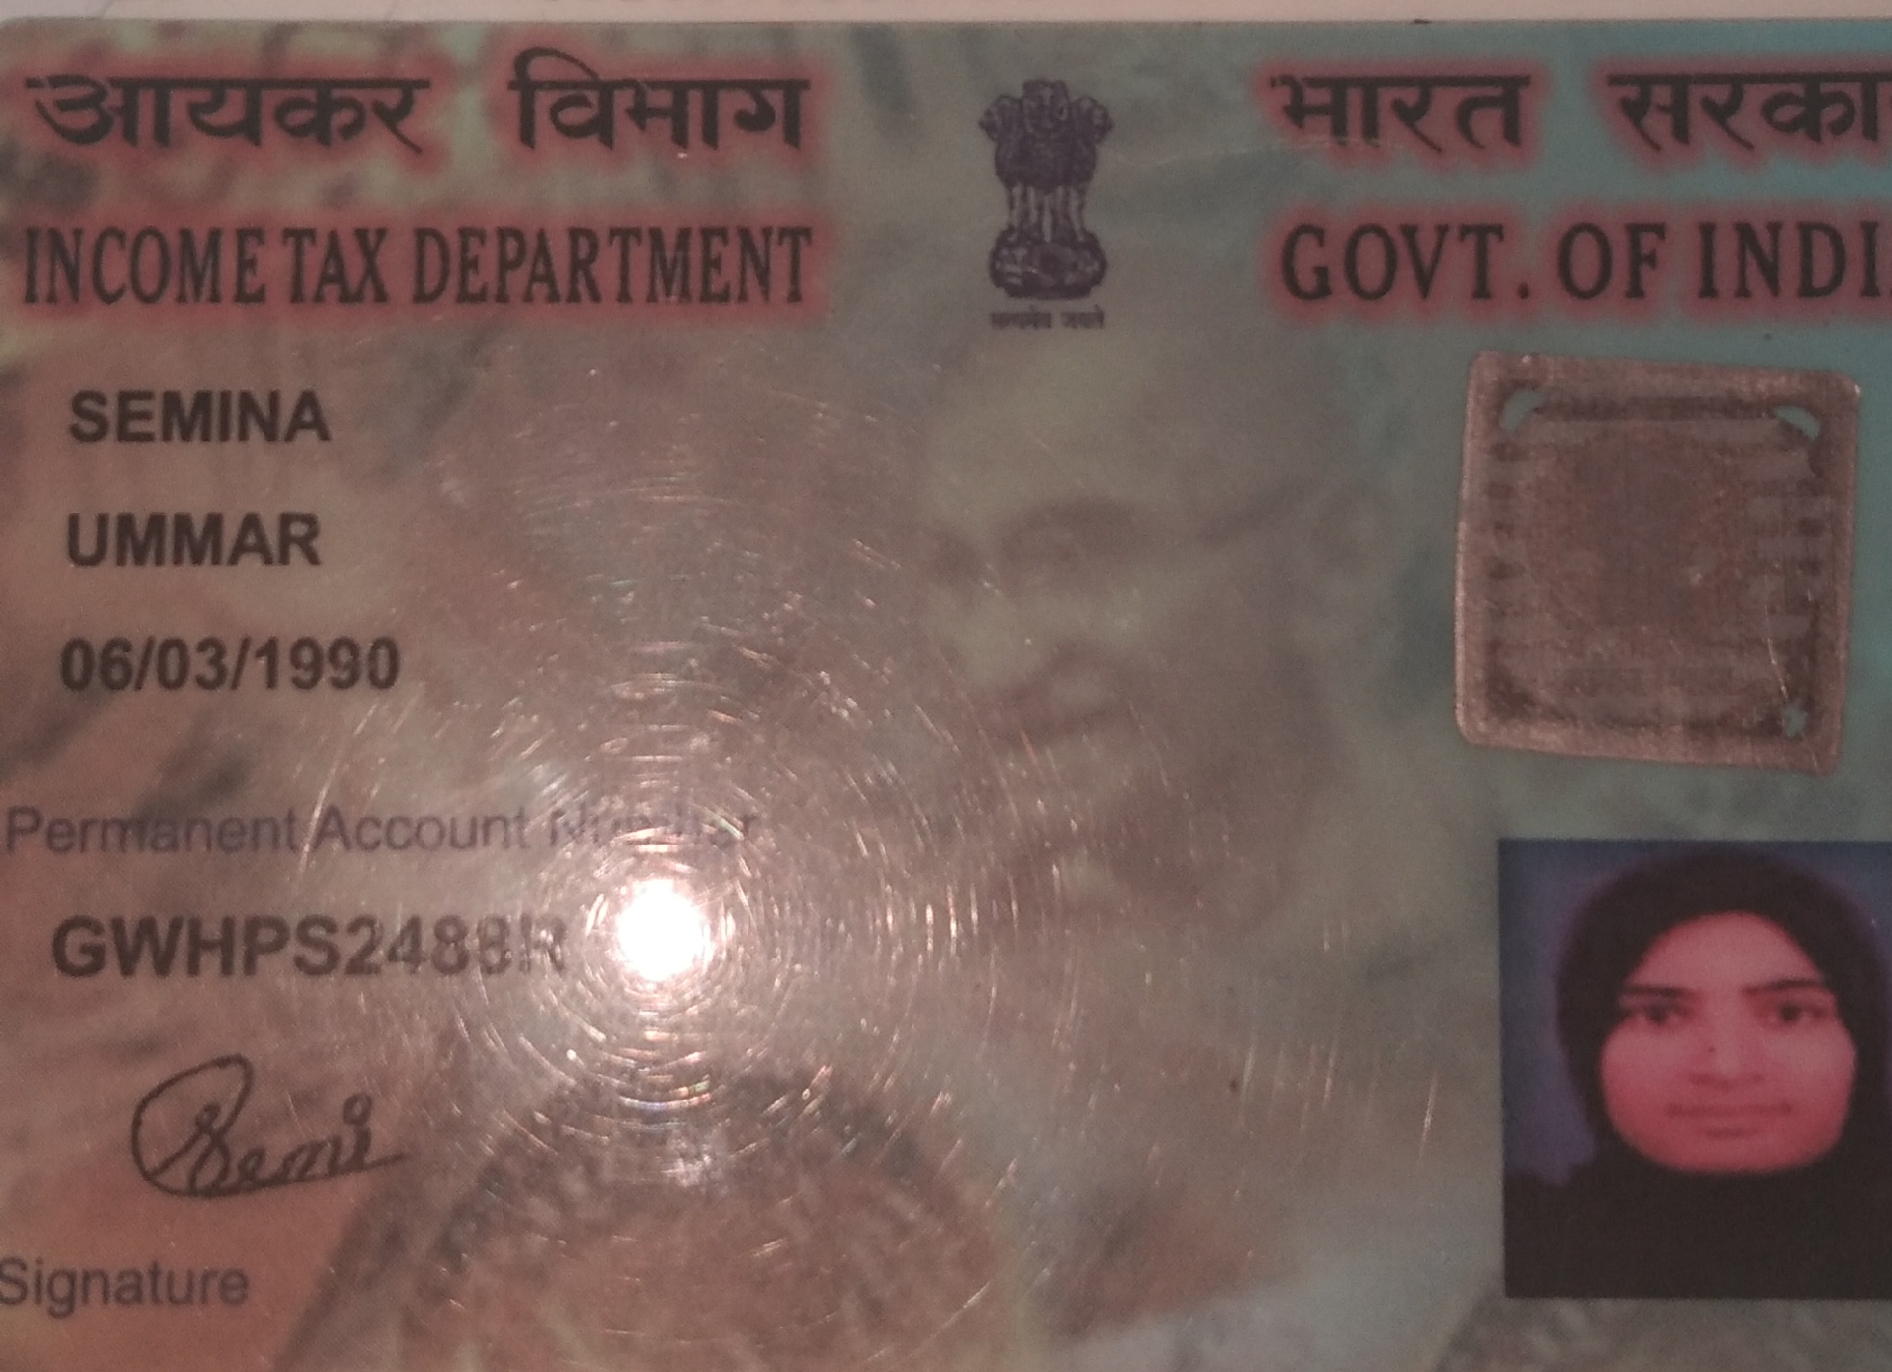 आयकर विभाग
INCOME TAX DEPARTMENT
सत्यमेव जयते
भारत सरका
GOVT. OF INDI
SEMINA
UMMAR
06/03/1990
Permanent Account Number
GWHPS2488R
Semi
Signature